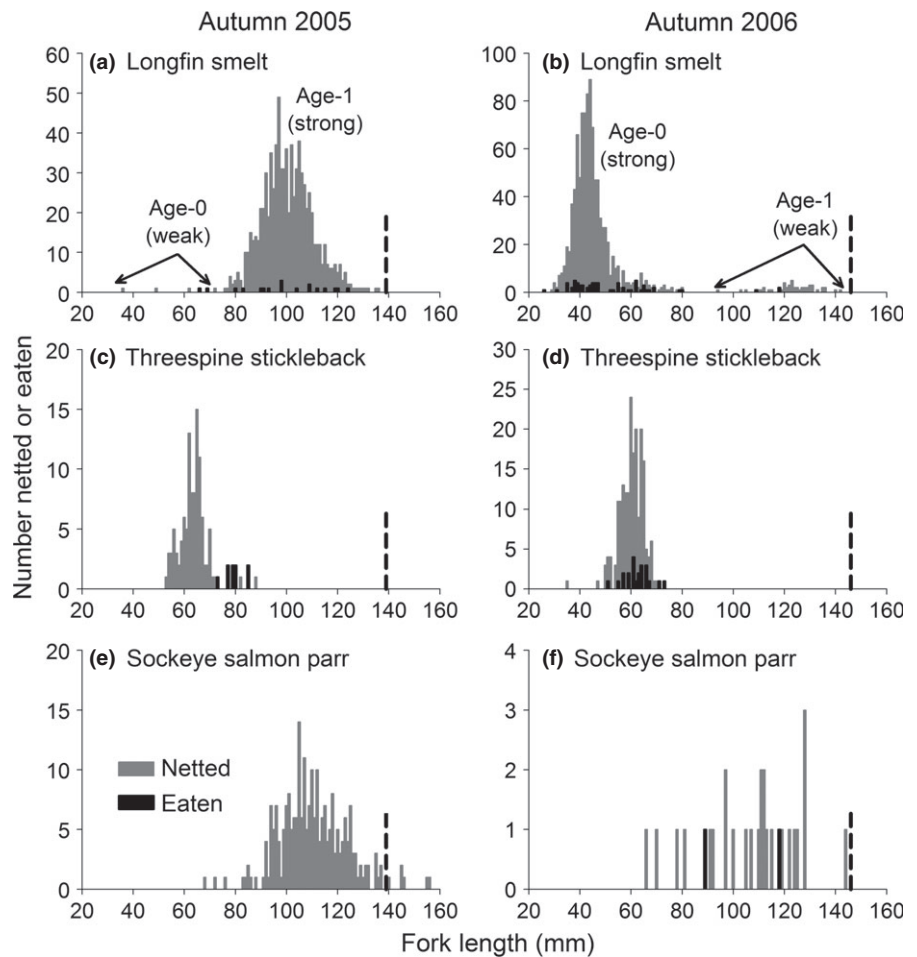 Autumn 2005
Autumn 2006
Number netted or eaten
(a) Longfin smelt
60
50
40
30
20
10
0
Age-1
(strong)
Age-0
(weak)
20 40 60 80 100 120 140 160
(b) Longfin smelt
100
80
60
40
20
0
Age-0
(strong)
Age-1
(weak)
20 40 60 80 100 120 140 160
(c) Threespine stickleback
20
15
10
5
0
20 40 60 80 100 120 140 160
(d) Threespine stickleback
30
25
20
15
10
5
0
20 40 60 80 100 120 140 160
(e) Sockeye salmon parr
20
15
10
5
0
Netted
Eaten
20 40 60 80 100 120 140 160
(f) Sockeye salmon parr
4
3
2
1
0
20 40 60 80 100 120 140 160
Fork length (mm)